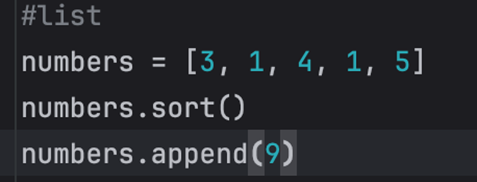 #list
numbers = [3, 1, 4, 1, 5]
numbers.sort()
numbers.append(9)